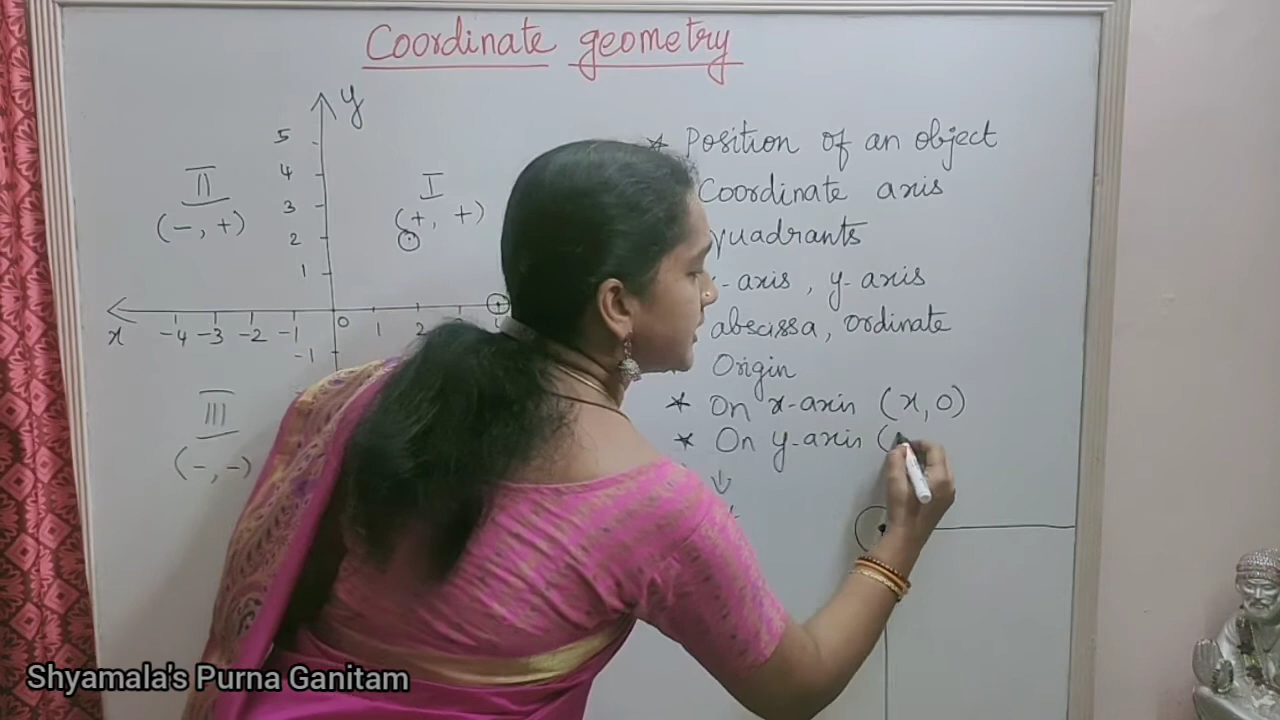 Coordinate geometry
y
5
4
3
2
1
II
(-, +)
I
(+, +)
x -4 -3 -2 -1 0 1 2
-1
III
(-, -)
* Position of an object
Coordinate axis
quadrants
-axis, y-axis
abscissa, ordinate
Origin
* On x-axis (x, 0)
* On y-axis (
Shyamala's Purna Ganitam